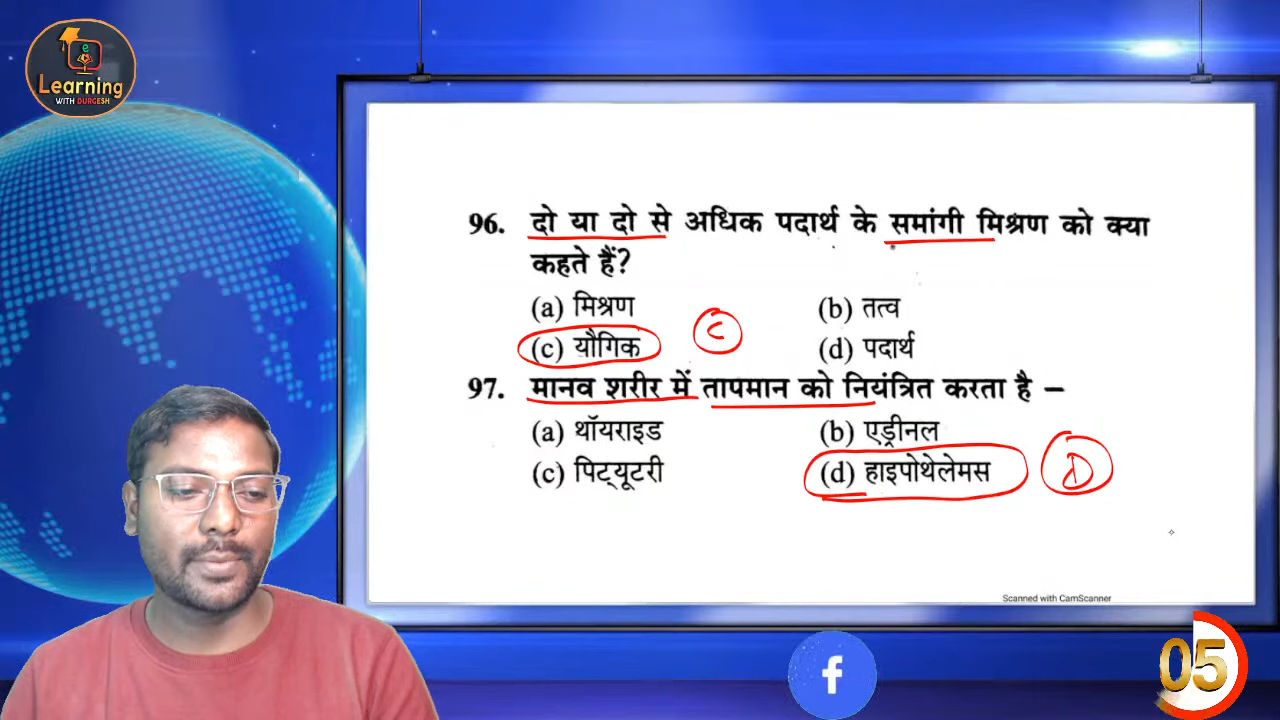 e
Learning
WITH DURGESH
96. दो या दो से अधिक पदार्थ के समांगी मिश्रण को क्या
कहते हैं?
(a) मिश्रण (b) तत्व
(c) यौगिक C (d) पदार्थ
97. मानव शरीर में तापमान को नियंत्रित करता है –
(a) थॉयराइड (b) एड्रीनल
(c) पिट्यूटरी (d) हाइपोथेलेमस D
Scanned with CamScanner
f
05